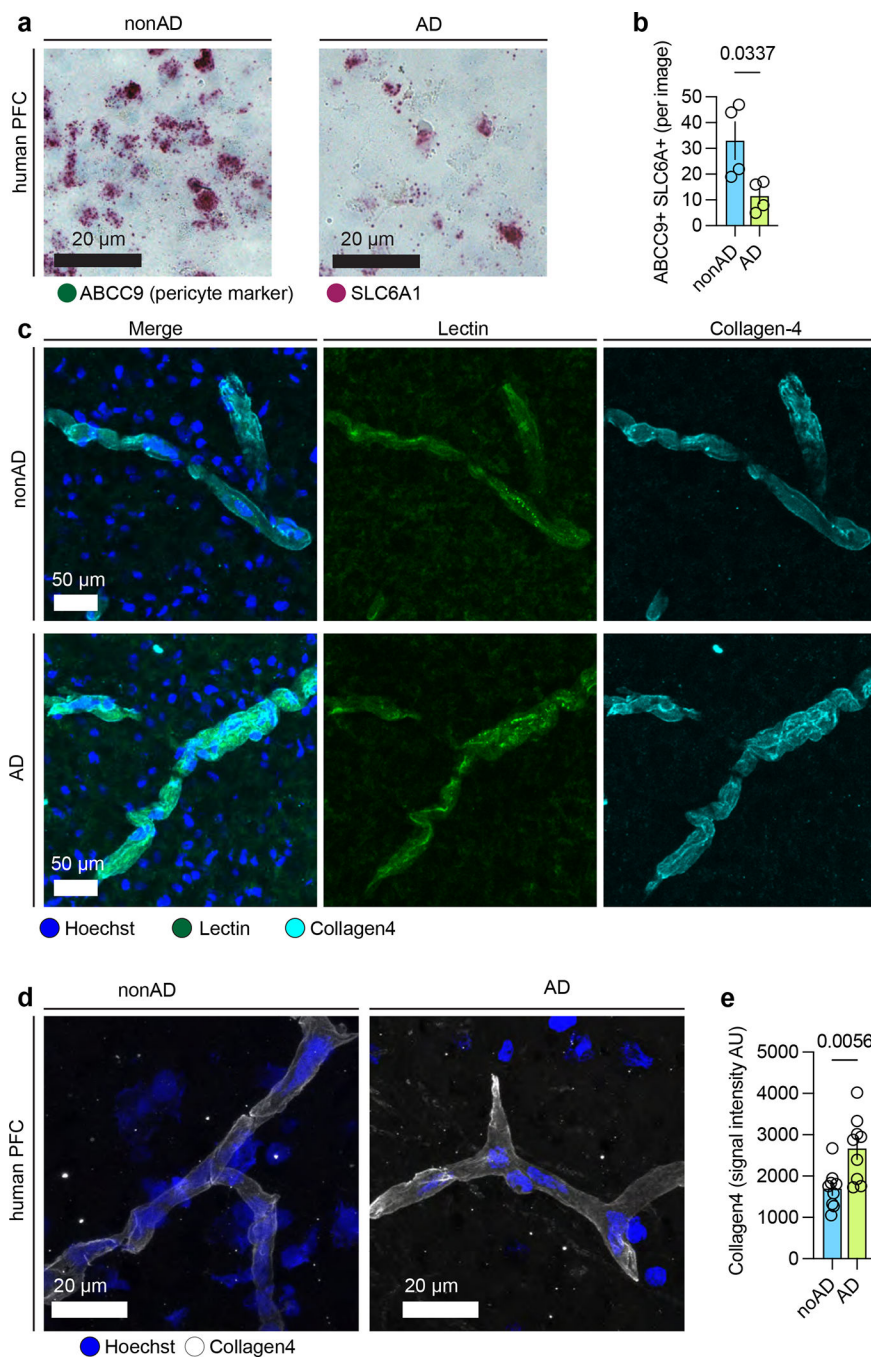 a
nonAD
AD
human PFC
20 µm
20 µm
ABCC9 (pericyte marker)
SLC6A1
b
0.0337
ABCC9+ SLC6A+ (per image)
50
40
30
20
10
0
nonAD
AD
c
Merge
Lectin
Collagen-4
nonAD
50 µm
AD
50 µm
Hoechst
Lectin
Collagen4
d
nonAD
AD
human PFC
20 µm
20 µm
Hoechst
Collagen4
e
0.0056
Collagen4 (signal intensity AU)
5000
4000
3000
2000
1000
0
noAD
AD